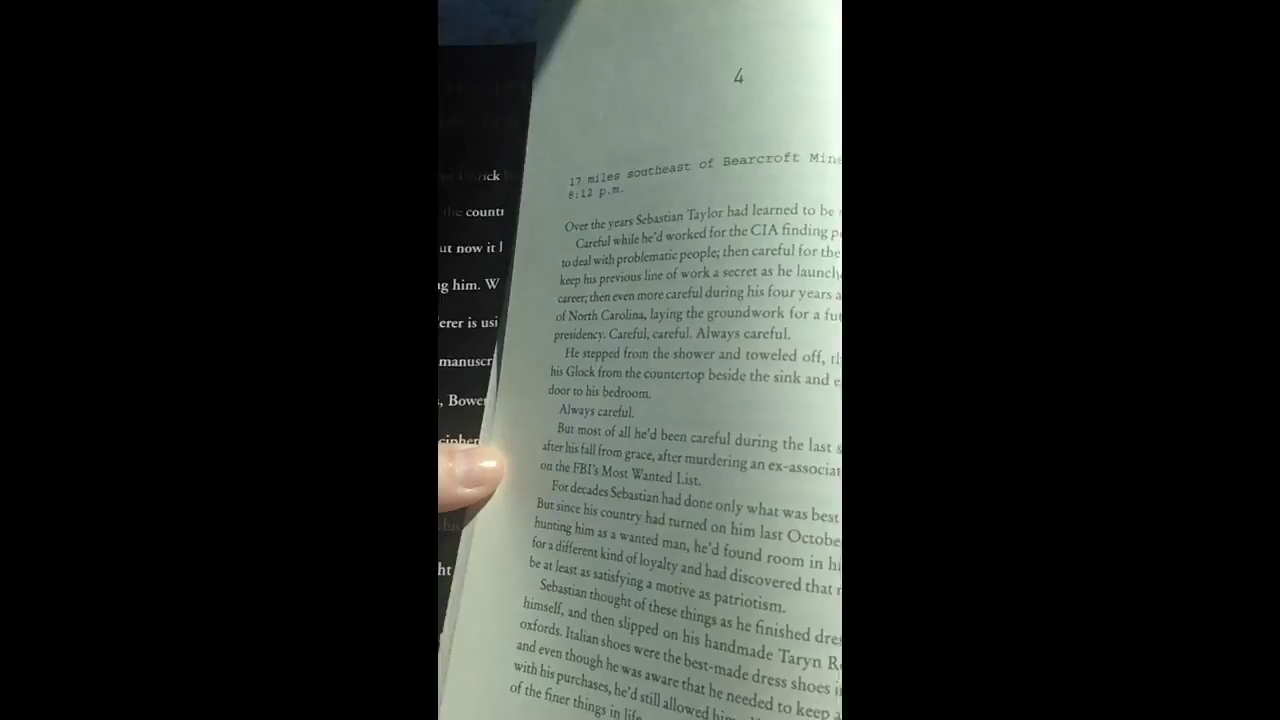 4
17 miles southeast of Bearcroft
8:12 p.m.
Over the years Sebastian Taylor had learned to be
Careful while he'd worked for the CIA finding
to deal with problematic people; then careful for the
keep his previous line of work a secret as he
career; then even more careful during his four years
of North Carolina, laying the groundwork for a
presidency. Careful, careful. Always careful.
He stepped from the shower and toweled off,
his Glock from the countertop beside the sink and
door to his bedroom.
Always careful.
But most of all he'd been careful during the last
after his fall from grace, after murdering an
on the FBI's Most Wanted List.
For decades Sebastian had done only what was best
But since his country had turned on him last
hunting him as a wanted man, he'd found room in
for a different kind of loyalty and had discovered that
be at least as satisfying a motive as patriotism.
Sebastian thought of these things as he finished
himself, and then slipped on his handmade Taryn
oxfords. Italian shoes were the best-made dress shoes
and even though he was aware that he needed to keep
with his purchases, he'd still allowed
of the finer things in life
the
ut now it
g him. W
is usi
, Bowe
ht